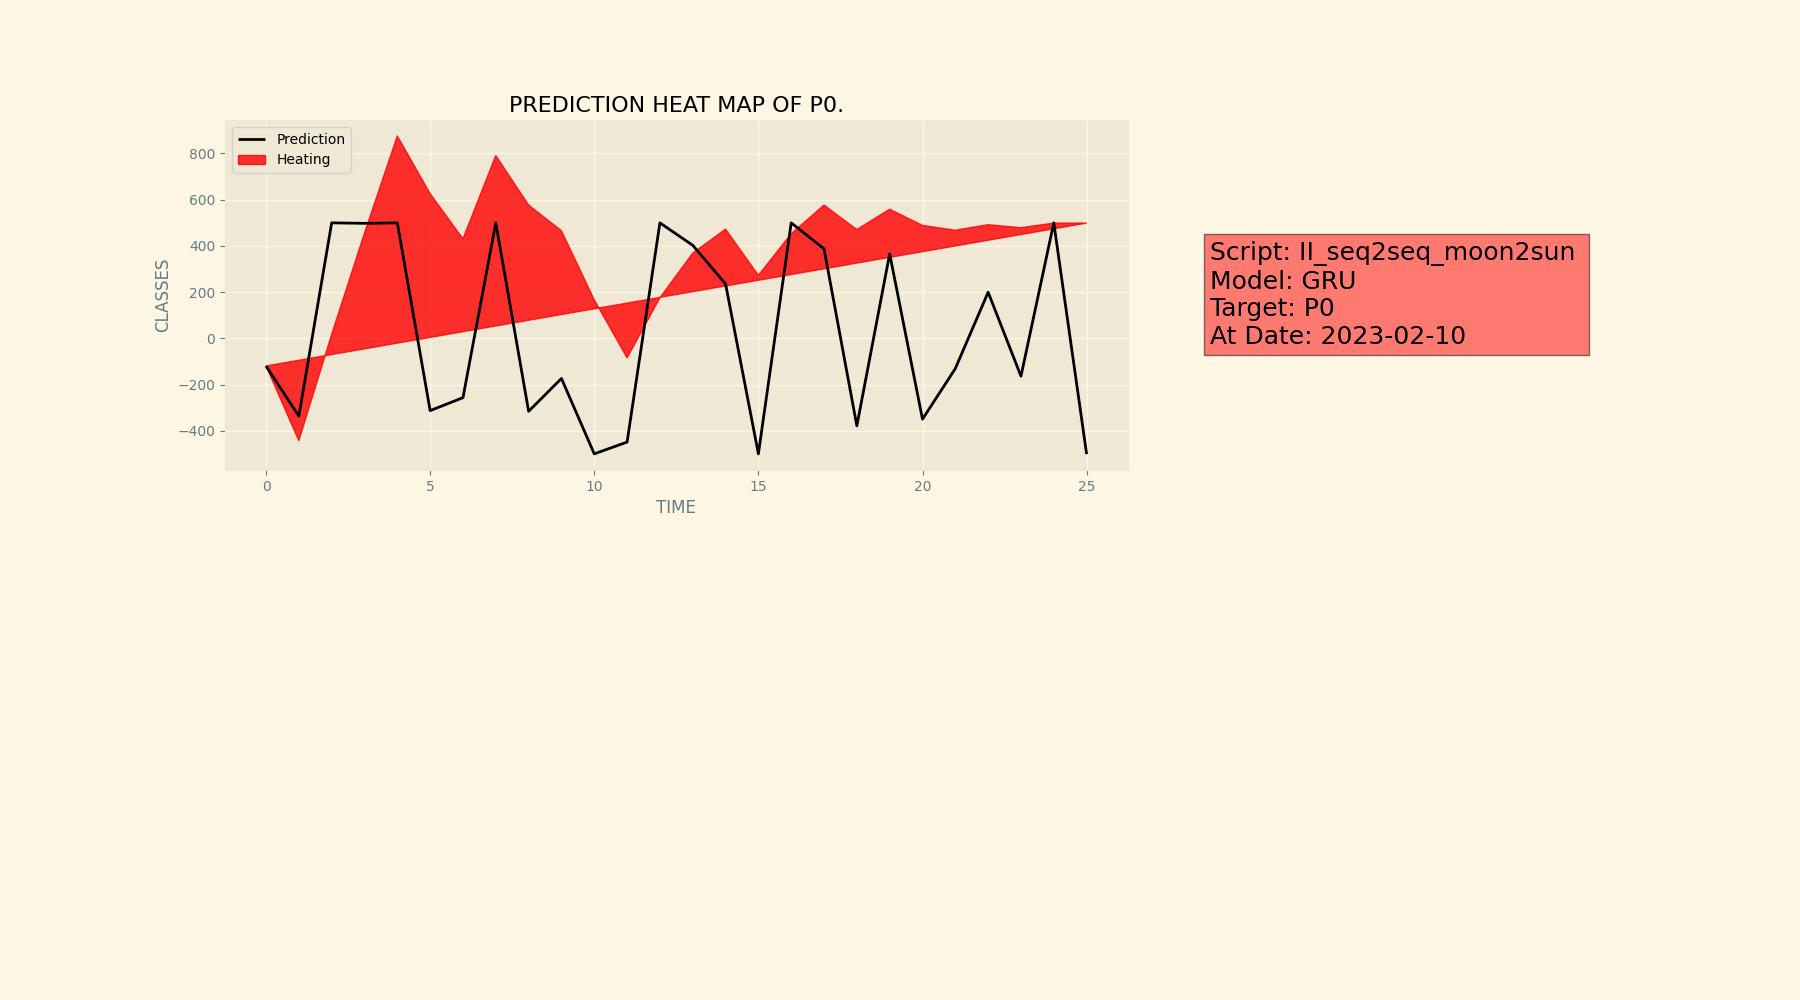 PREDICTION HEAT MAP OF P0.
Prediction
Heating
CLASSES
800
600
400
200
0
−200
−400
0 5 10 15 20 25
TIME
Script: II_seq2seq_moon2sun
Model: GRU
Target: P0
At Date: 2023-02-10